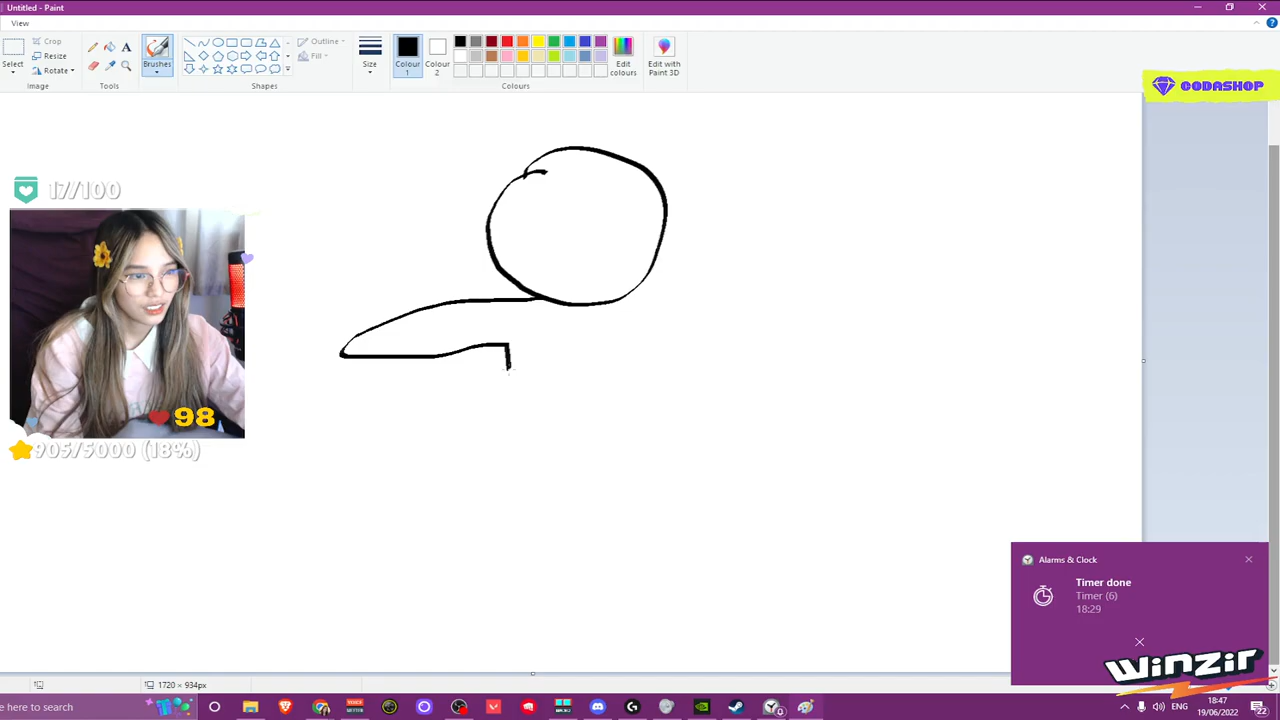 Untitled - Paint
View
Select
Crop
Resize
Rotate
Image
A
Tools
Brushes
Outline
Fill
Shapes
Size
Colour 1
Colour 2
Colours
Edit colours
Edit with Paint 3D
?
CODASHOP
17/100
98
905/5000 (18%)
Alarms & Clock
Timer done
Timer (6)
18:29
WINZIR
1720 × 934px
here to search
ENG
18:47
19/06/2022
22